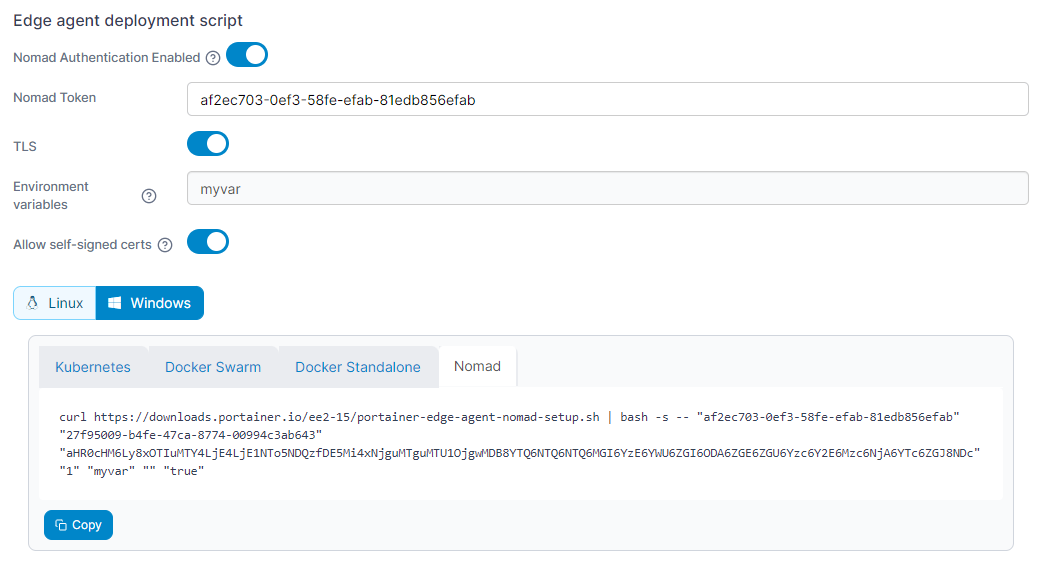 Edge agent deployment script
Nomad Authentication Enabled
Nomad Token
af2ec703-0ef3-58fe-efab-81edb856efab
TLS
Environment
variables
myvar
Allow self-signed certs
Linux
Windows
Kubernetes
Docker Swarm
Docker Standalone
Nomad
curl https://downloads.portainer.io/ee2-15/portainer-edge-agent-nomad-setup.sh | bash -s -- "af2ec703-0ef3-58fe-efab-81edb856efab"
"27f95009-b4fe-47ca-8774-00994c3ab643"
"aHR0cHM6Ly8xOTIuMTY4LjE4LjE1NTo5NDQzfDE5Mi4xNjguMTguMTU1OjgwMDB8YTQ6NTQ6NTQ6MGI6YzE6YWU6ZGI6ODA6ZGE6ZGU6Yzc6Y2E6Mzc6NjA6YTc6ZGJ8NDc"
"1" "myvar" "" "true"
Copy